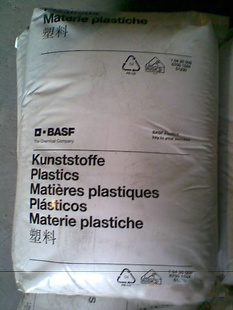 Materie plastiche
塑料
BASF
The Chemical Company
Kunststoffe
Plastics
Matières plastiques
Plásticos
Materie plastiche
塑料